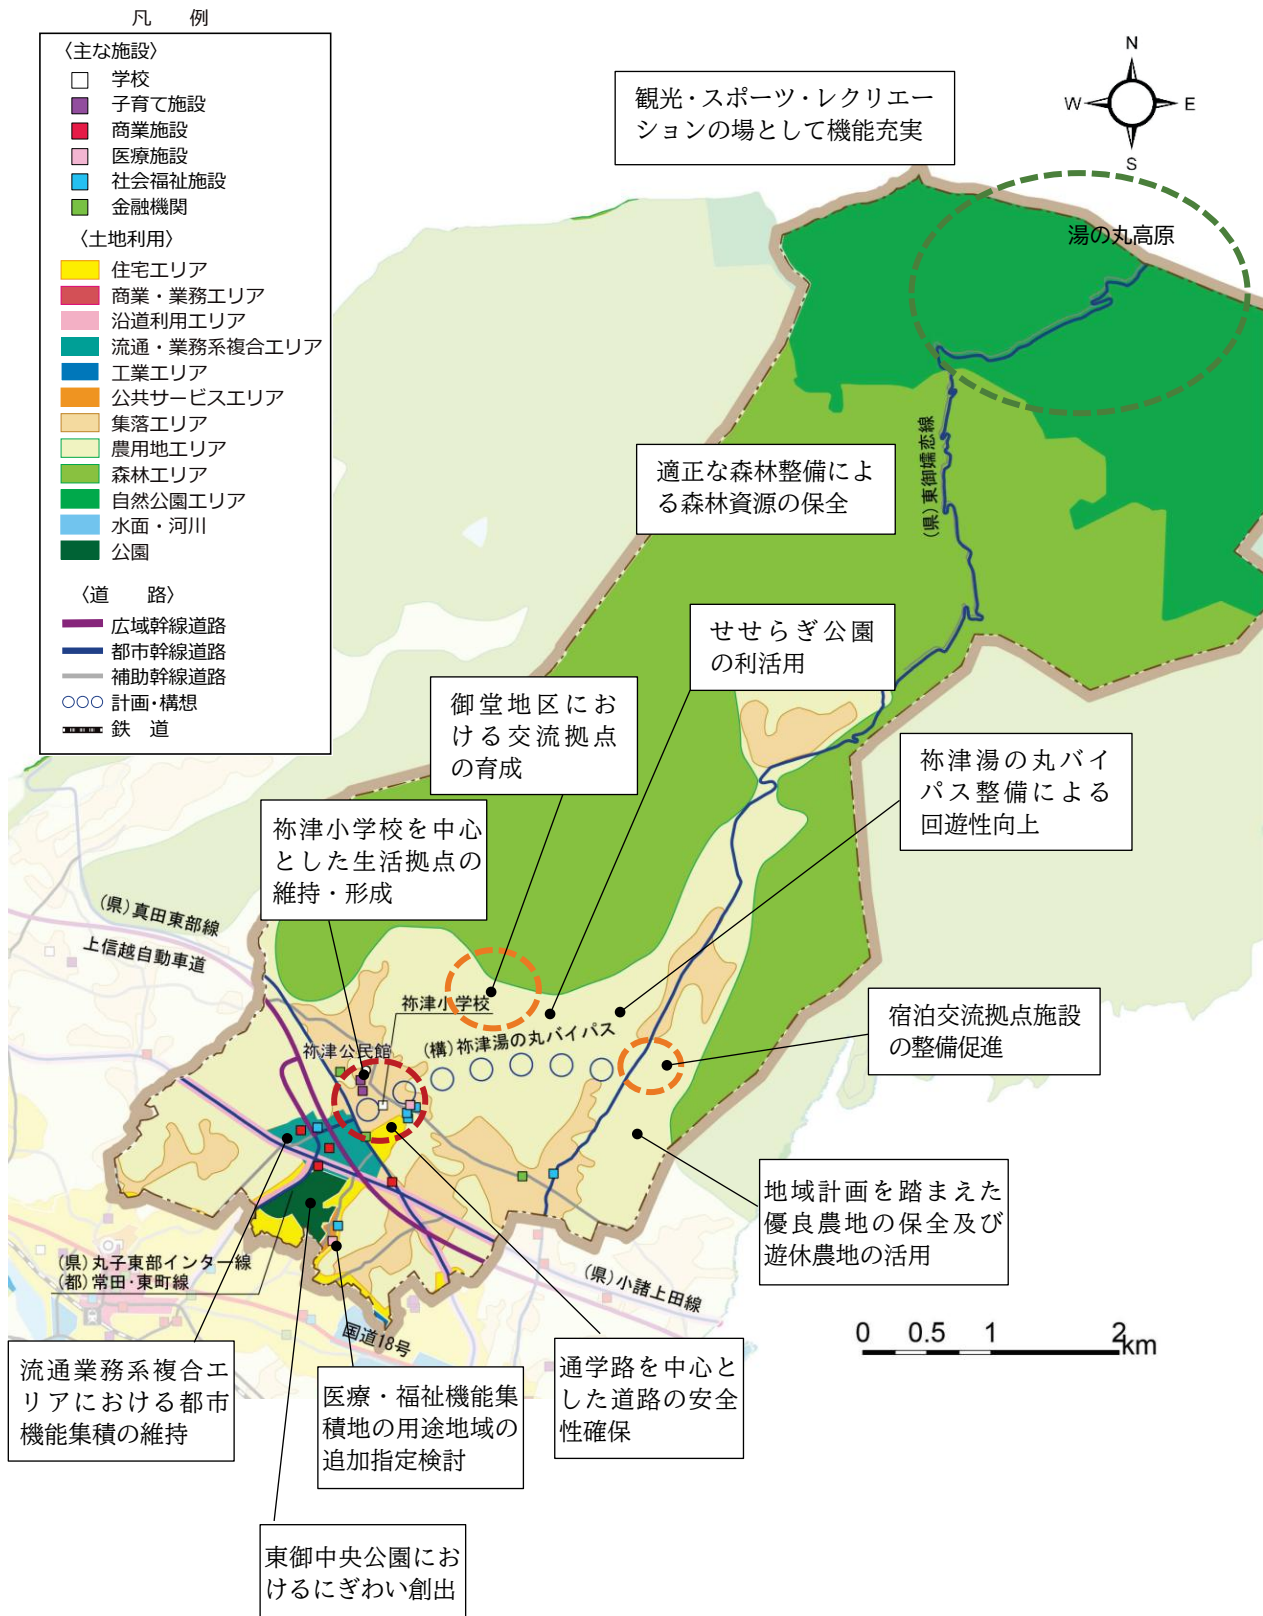 凡　例
〈主な施設〉
学校
子育て施設
商業施設
医療施設
社会福祉施設
金融機関
〈土地利用〉
住宅エリア
商業・業務エリア
沿道利用エリア
流通・業務系複合エリア
工業エリア
公共サービスエリア
集落エリア
農用地エリア
森林エリア
自然公園エリア
水面・河川
公園
〈道　路〉
広域幹線道路
都市幹線道路
補助幹線道路
計画・構想
鉄　道
観光・スポーツ・レクリエー
ションの場として機能充実
N
W
E
S
湯の丸高原
(県)東御嬬恋線
適正な森林整備によ
る森林資源の保全
せせらぎ公園
の利活用
御堂地区にお
ける交流拠点
の育成
祢津湯の丸バイ
パス整備による
回遊性向上
祢津小学校を中心
とした生活拠点の
維持・形成
(県)真田東部線
上信越自動車道
祢津小学校
祢津公民館
(構)祢津湯の丸バイパス
宿泊交流拠点施設
の整備促進
地域計画を踏まえた
優良農地の保全及び
遊休農地の活用
(県)丸子東部インター線
(都)常田・東町線
(県)小諸上田線
国道18号
0 0.5 1 2km
流通業務系複合エ
リアにおける都市
機能集積の維持
医療・福祉機能集
積地の用途地域の
追加指定検討
通学路を中心と
した道路の安全
性確保
東御中央公園にお
けるにぎわい創出